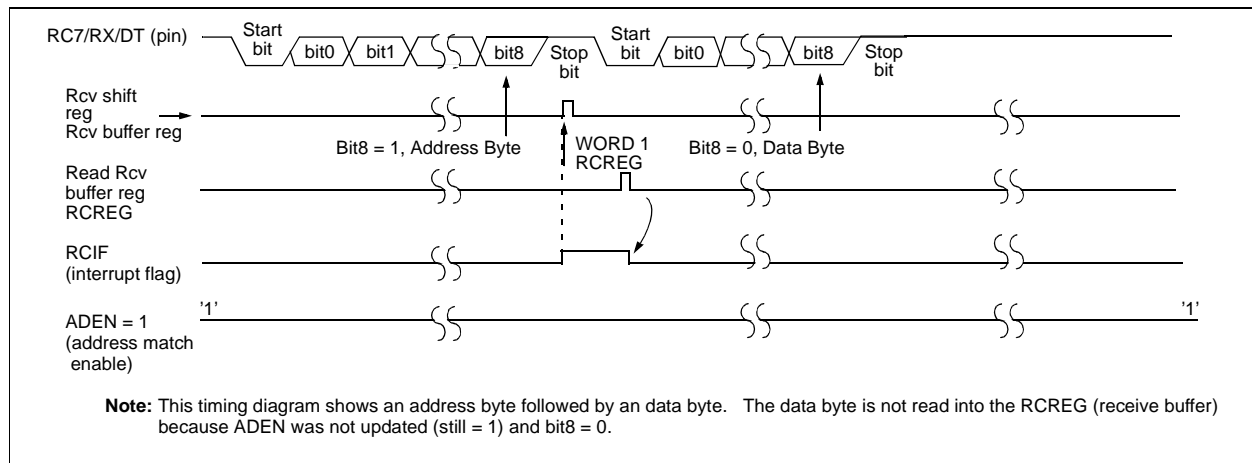 RC7/RX/DT (pin)
Start
bit
bit0
bit1
bit8
Stop
bit
Start
bit
bit0
bit8
Stop
bit
Rcv shift
reg
Rcv buffer reg
Bit8 = 1, Address Byte
WORD 1
RCREG
Bit8 = 0, Data Byte
Read Rcv
buffer reg
RCREG
RCIF
(interrupt flag)
'1'
'1'
ADEN = 1
(address match
enable)
Note: This timing diagram shows an address byte followed by an data byte. The data byte is not read into the RCREG (receive buffer)
because ADEN was not updated (still = 1) and bit8 = 0.